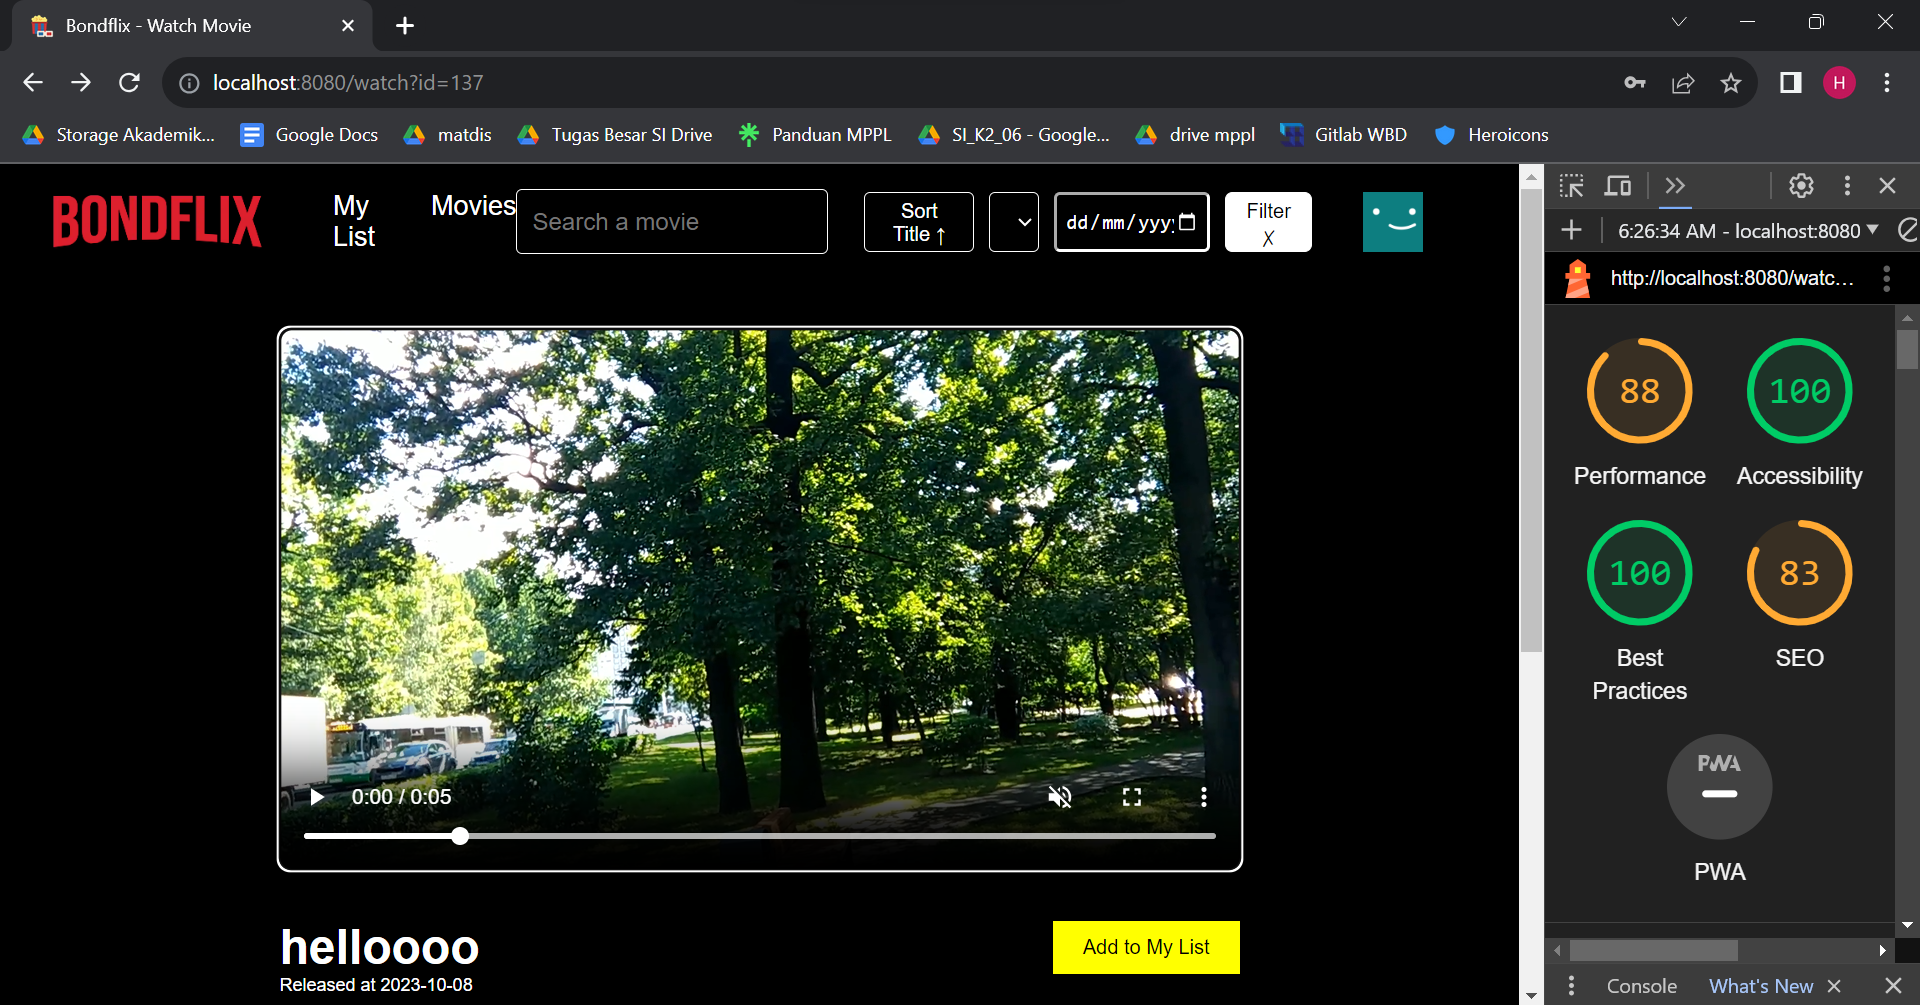 Bondflix - Watch Movie
localhost:8080/watch?id=137
H
Storage Akademik...
Google Docs
matdis
Tugas Besar SI Drive
Panduan MPPL
SI_K2_06 - Google...
drive mppl
Gitlab WBD
Heroicons
BONDFLIX
My
List
Movies
Search a movie
Sort
Title ↑
dd/mm/yyyy
Filter
X
6:26:34 AM - localhost:8080
http://localhost:8080/watc...
88
Performance
100
Accessibility
100
Best
Practices
83
SEO
PWA
PWA
0:00 / 0:05
helloooo
Released at 2023-10-08
Add to My List
Console
What's New